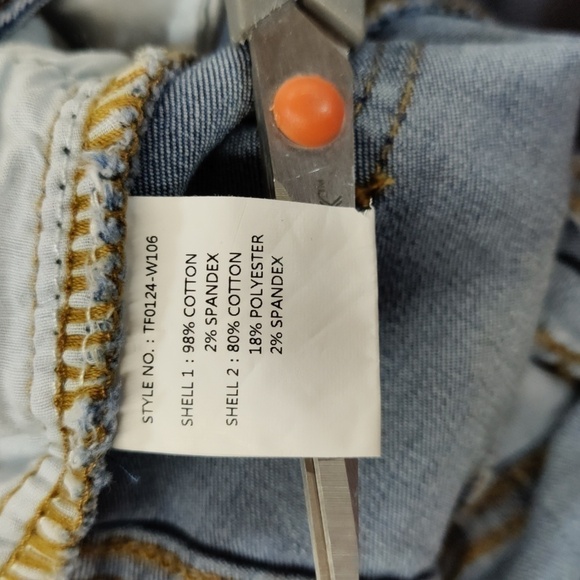 STYLE NO. : TF0124-W106
SHELL 1 : 98% COTTON
2% SPANDEX
SHELL 2 : 80% COTTON
18% POLYESTER
2% SPANDEX